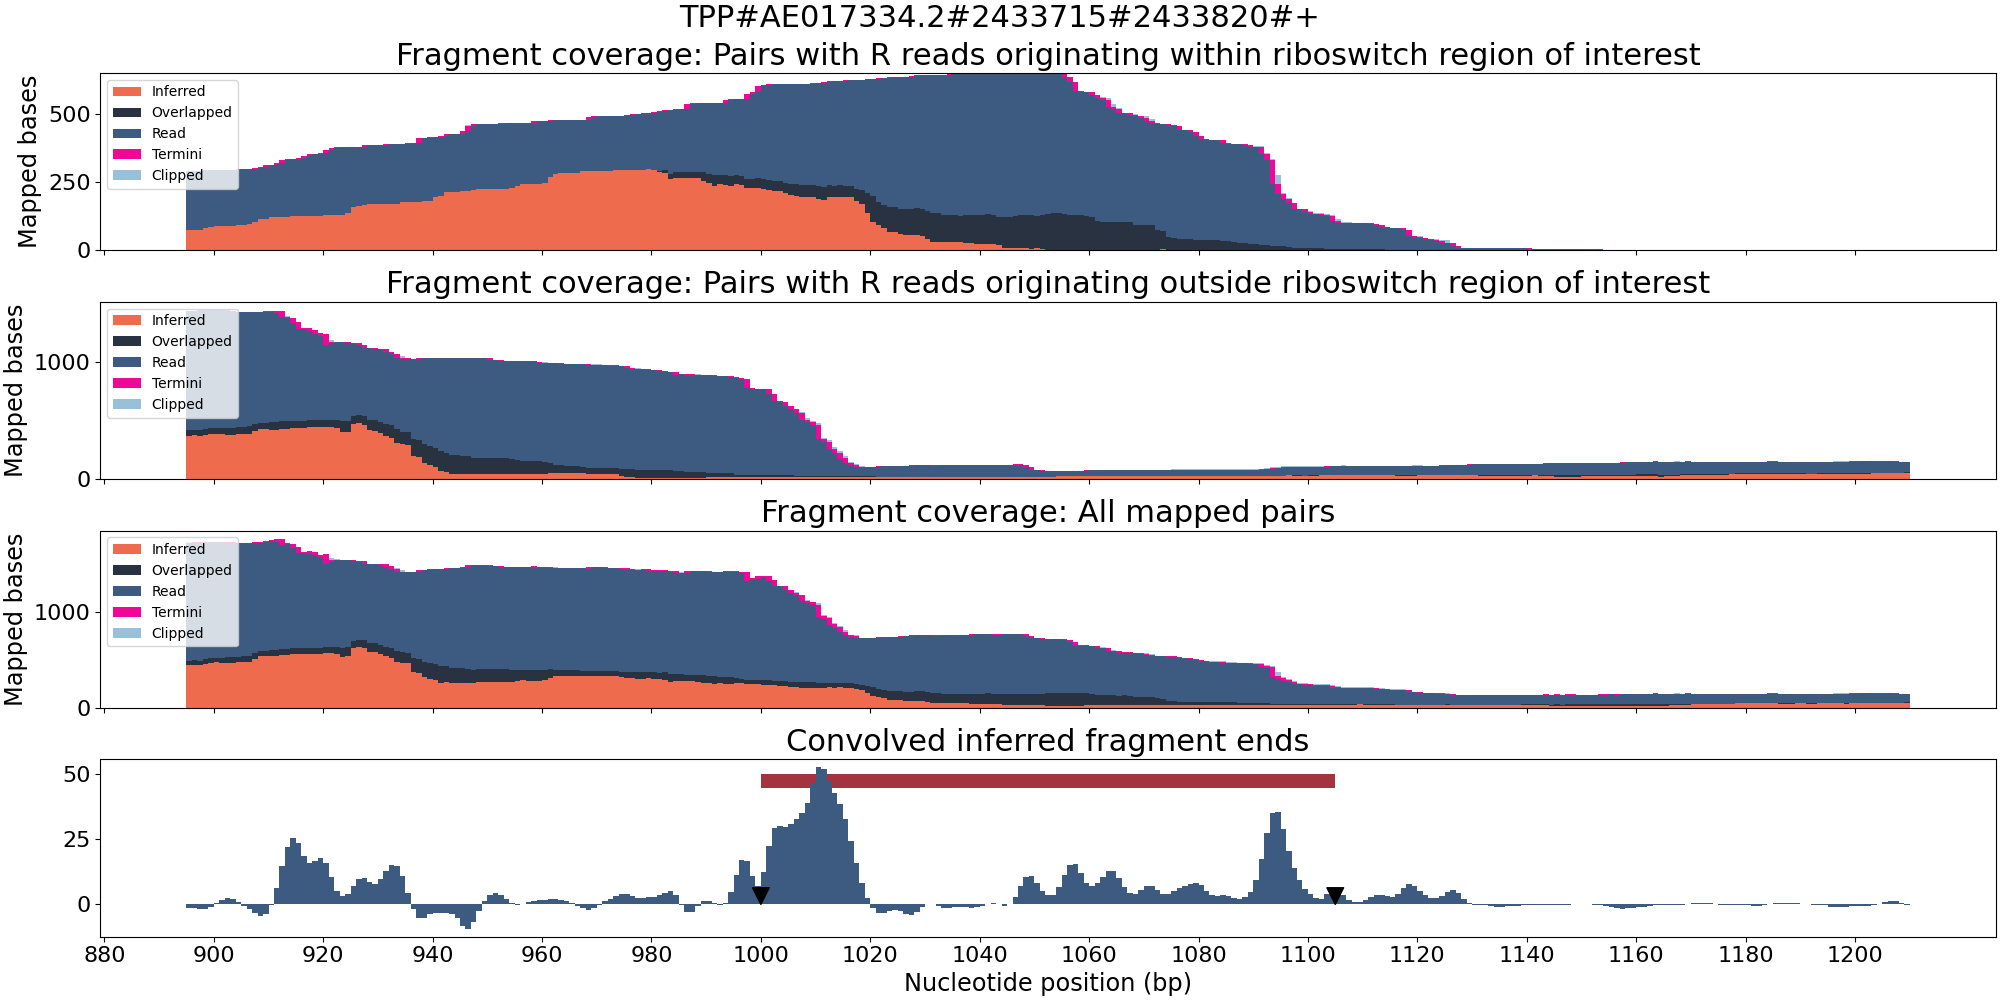 TPP#AE017334.2#2433715#2433820#+
Fragment coverage: Pairs with R reads originating within riboswitch region of interest
Mapped bases
500
250
0
Inferred
Overlapped
Read
Termini
Clipped
Fragment coverage: Pairs with R reads originating outside riboswitch region of interest
Mapped bases
1000
0
Inferred
Overlapped
Read
Termini
Clipped
Fragment coverage: All mapped pairs
Mapped bases
1000
0
Inferred
Overlapped
Read
Termini
Clipped
Convolved inferred fragment ends
50
25
0
880 900 920 940 960 980 1000 1020 1040 1060 1080 1100 1120 1140 1160 1180 1200
Nucleotide position (bp)